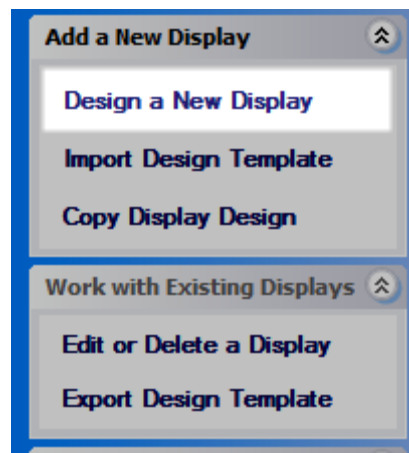 Add a New Display
Design a New Display
Import Design Template
Copy Display Design
Work with Existing Displays
Edit or Delete a Display
Export Design Template